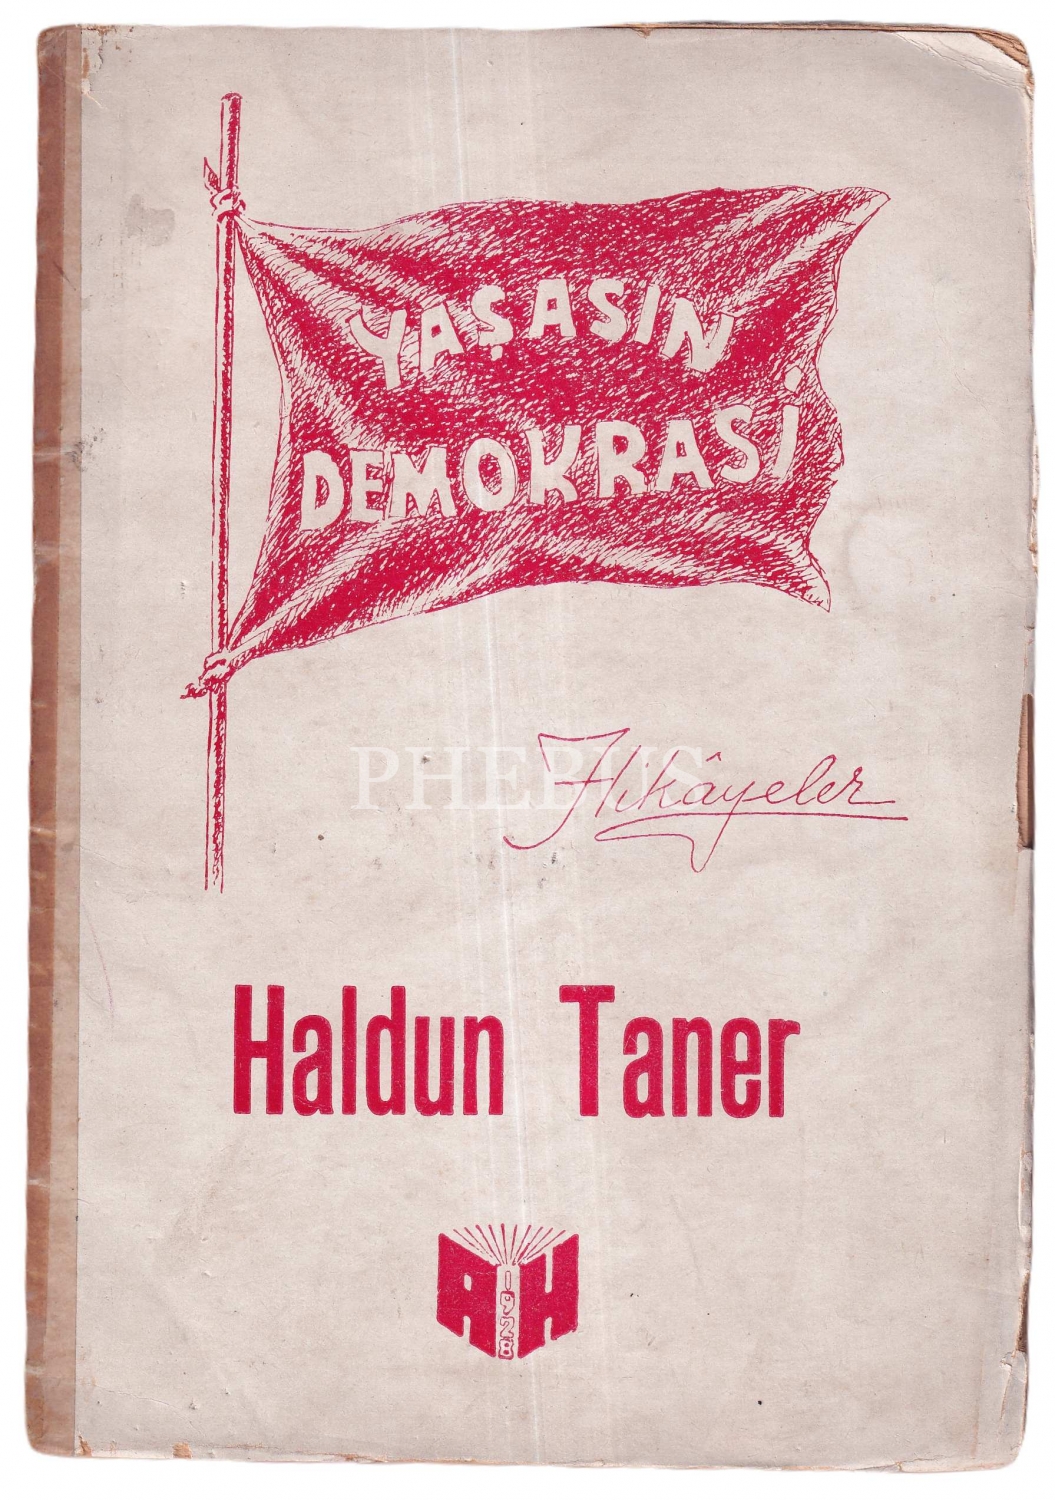 YAŞASIN
DEMOKRASİ
PHEBUS
Hikâyeler
Haldun Taner
A 1928 H